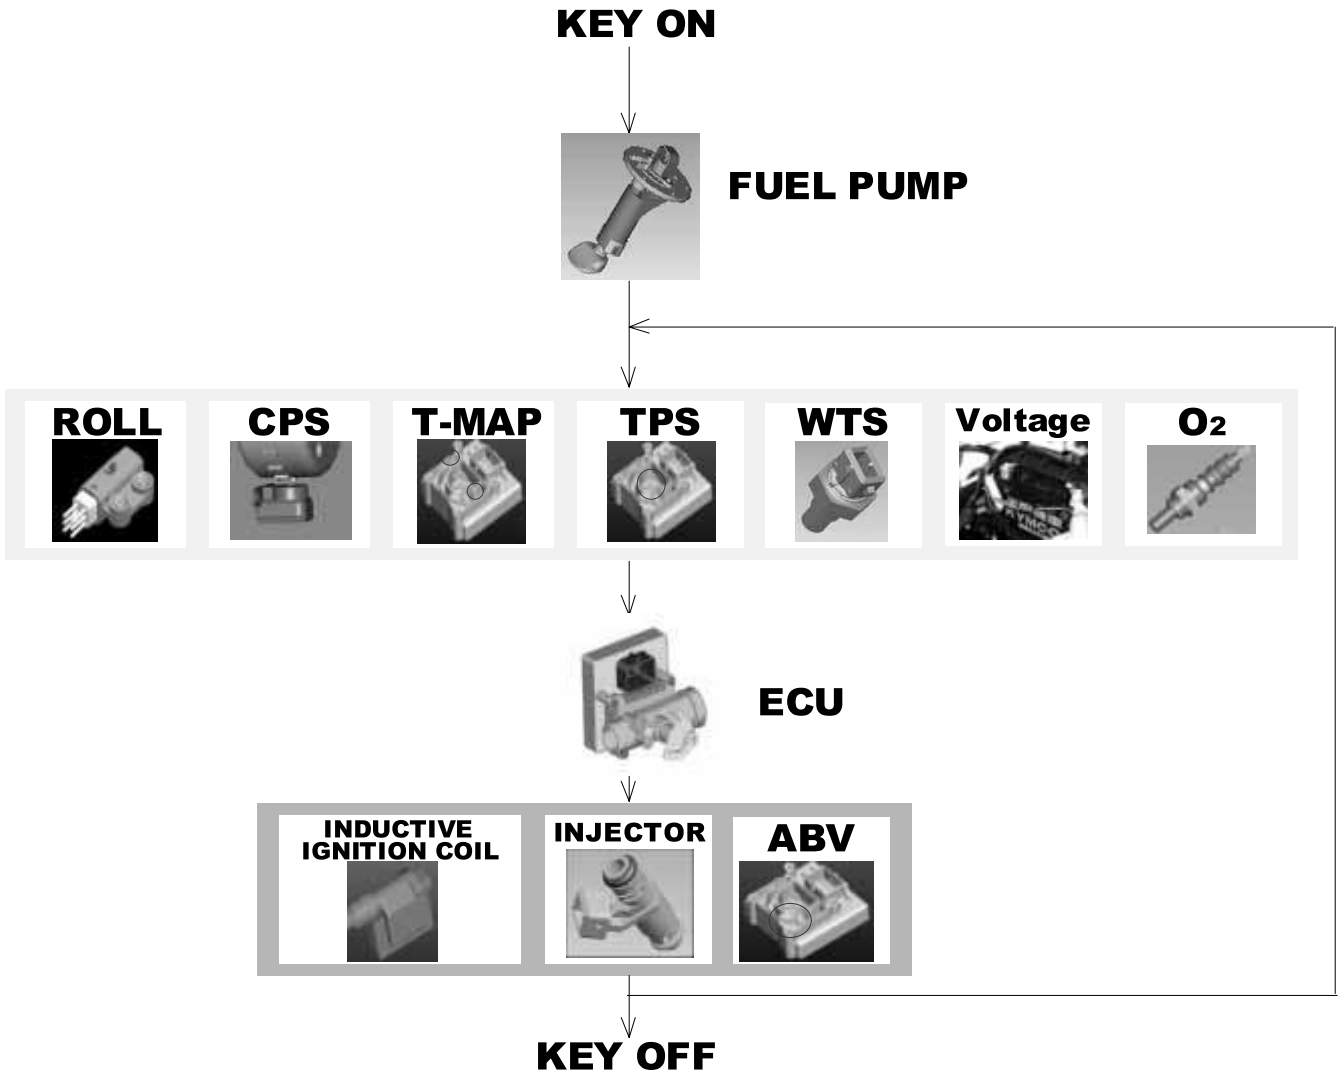 KEY ON
FUEL PUMP
ROLL
CPS
T-MAP
TPS
WTS
Voltage
O2
KYMCO
ECU
INDUCTIVE
IGNITION COIL
INJECTOR
ABV
KEY OFF